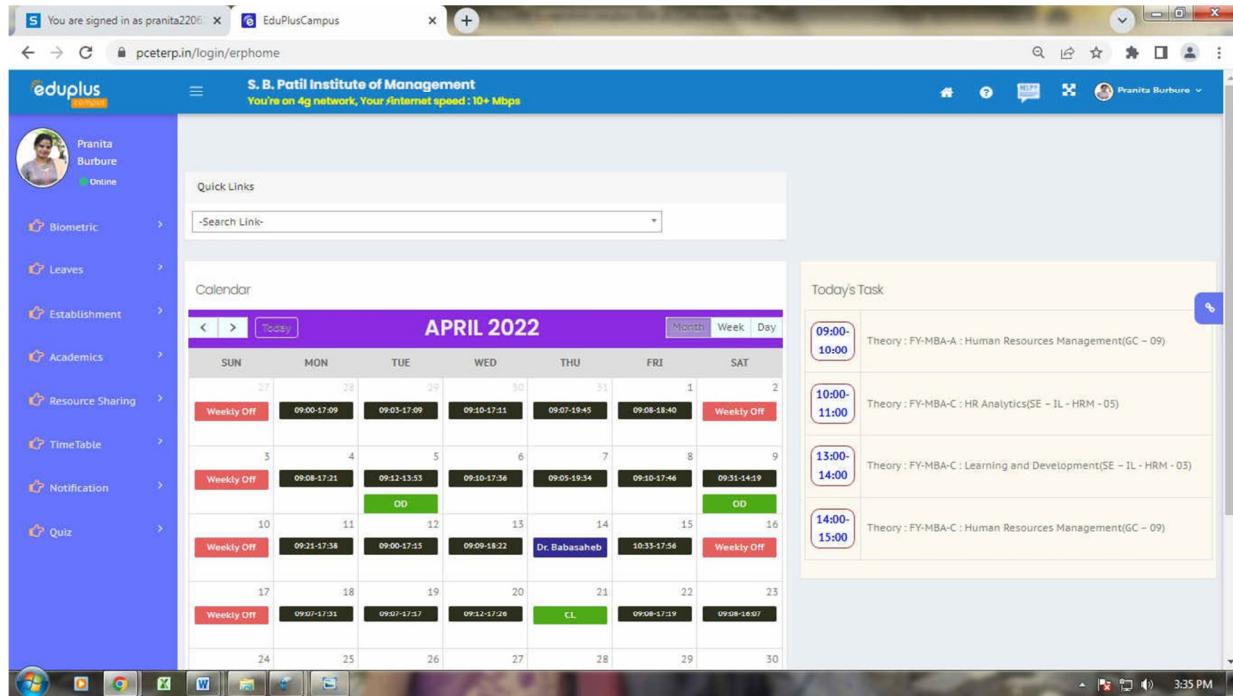 You are signed in as pranita2206
EduPlusCampus
pceterp.in/login/erphome
eduplus
campus
S. B. Patil Institute of Management
You're on 4g network, Your internet speed : 10+ Mbps
HELP?
Pranita Burbure
Pranita
Burbure
Online
Biometric
Leaves
Establishment
Academics
Resource Sharing
TimeTable
Notification
Quiz
Quick Links
-Search Link-
Calendar
Today
APRIL 2022
Month Week Day
SUN MON TUE WED THU FRI SAT
27 28 29 30 31 1 2
Weekly Off 09:00-17:09 09:03-17:09 09:10-17:11 09:07-19:45 09:08-18:40 Weekly Off
3 4 5 6 7 8 9
Weekly Off 09:08-17:21 09:12-13:53 09:10-17:36 09:05-19:34 09:10-17:46 09:31-14:19
OD OD
10 11 12 13 14 15 16
Weekly Off 09:21-17:38 09:00-17:15 09:09-18:22 Dr. Babasaheb 10:33-17:56 Weekly Off
17 18 19 20 21 22 23
Weekly Off 09:07-17:31 09:07-17:17 09:12-17:26 CL 09:08-17:19 09:08-16:07
24 25 26 27 28 29 30
Today's Task
09:00-
10:00
Theory : FY-MBA-A : Human Resources Management(GC – 09)
10:00-
11:00
Theory : FY-MBA-C : HR Analytics(SE – IL - HRM - 05)
13:00-
14:00
Theory : FY-MBA-C : Learning and Development(SE – IL - HRM - 03)
14:00-
15:00
Theory : FY-MBA-C : Human Resources Management(GC – 09)
3:35 PM